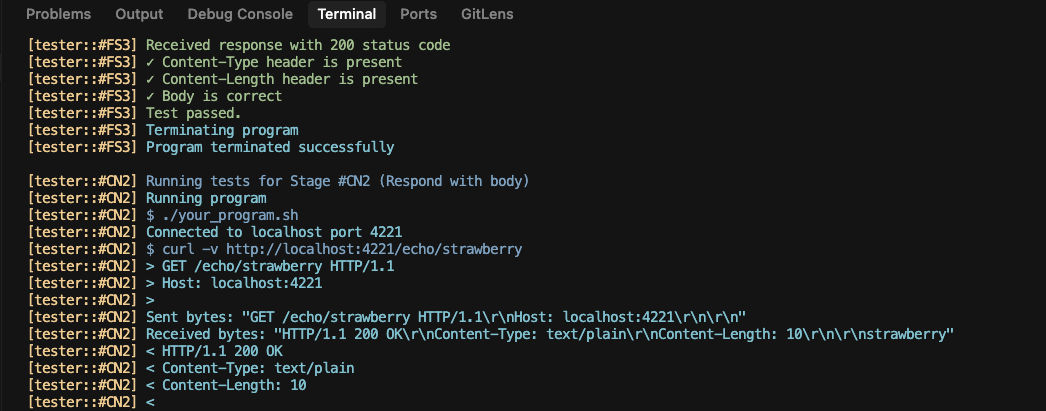 Problems Output Debug Console Terminal Ports GitLens
[tester::#FS3] Received response with 200 status code
[tester::#FS3] ✓ Content-Type header is present
[tester::#FS3] ✓ Content-Length header is present
[tester::#FS3] ✓ Body is correct
[tester::#FS3] Test passed.
[tester::#FS3] Terminating program
[tester::#FS3] Program terminated successfully
[tester::#CN2] Running tests for Stage #CN2 (Respond with body)
[tester::#CN2] Running program
[tester::#CN2] $ ./your_program.sh
[tester::#CN2] Connected to localhost port 4221
[tester::#CN2] $ curl -v http://localhost:4221/echo/strawberry
[tester::#CN2] > GET /echo/strawberry HTTP/1.1
[tester::#CN2] > Host: localhost:4221
[tester::#CN2] >
[tester::#CN2] Sent bytes: "GET /echo/strawberry HTTP/1.1\r\nHost: localhost:4221\r\n\r\n"
[tester::#CN2] Received bytes: "HTTP/1.1 200 OK\r\nContent-Type: text/plain\r\nContent-Length: 10\r\n\r\nstrawberry"
[tester::#CN2] < HTTP/1.1 200 OK
[tester::#CN2] < Content-Type: text/plain
[tester::#CN2] < Content-Length: 10
[tester::#CN2] <